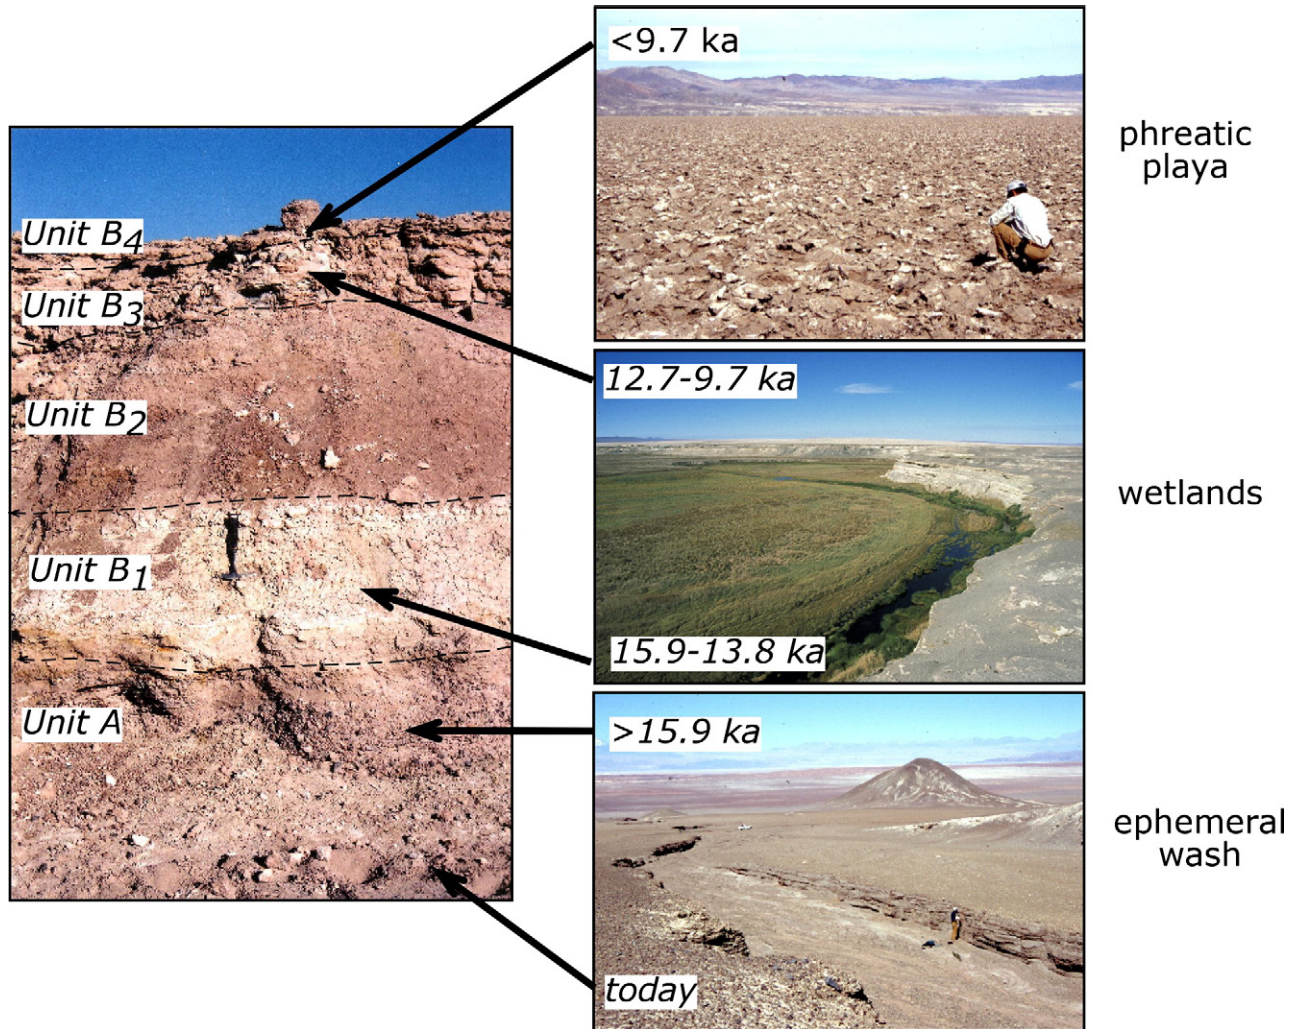 Unit B4
Unit B3
Unit B2
Unit B1
Unit A
<9.7 ka
12.7-9.7 ka
15.9-13.8 ka
>15.9 ka
today
phreatic
playa
wetlands
ephemeral
wash